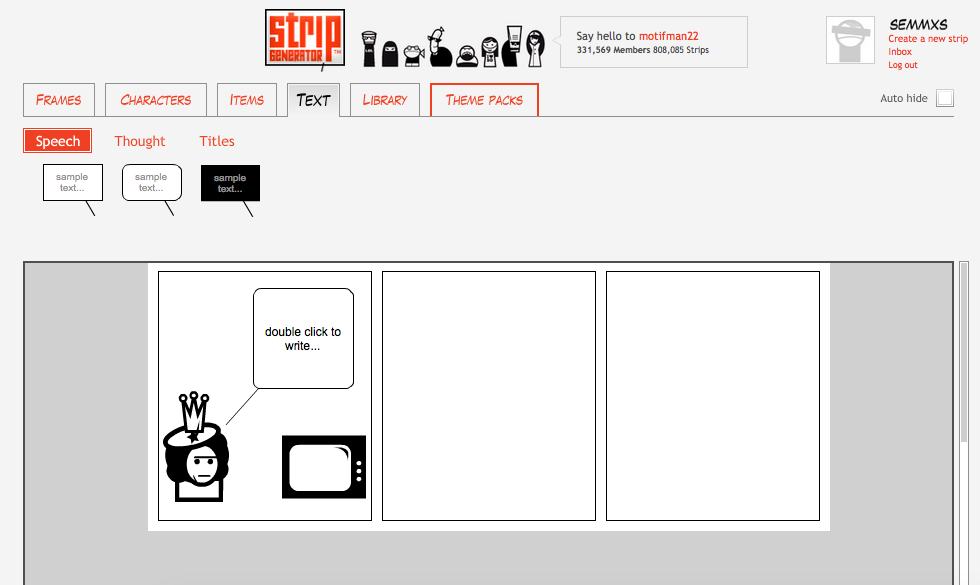 STRIP
GENERATOR™
Say hello to motifman22
331,569 Members 808,085 Strips
SEMMXS
Create a new strip
Inbox
Log out
FRAMES
CHARACTERS
ITEMS
TEXT
LIBRARY
THEME PACKS
Auto hide
Speech
Thought
Titles
sample
text...
sample
text...
sample
text...
double click to
write...